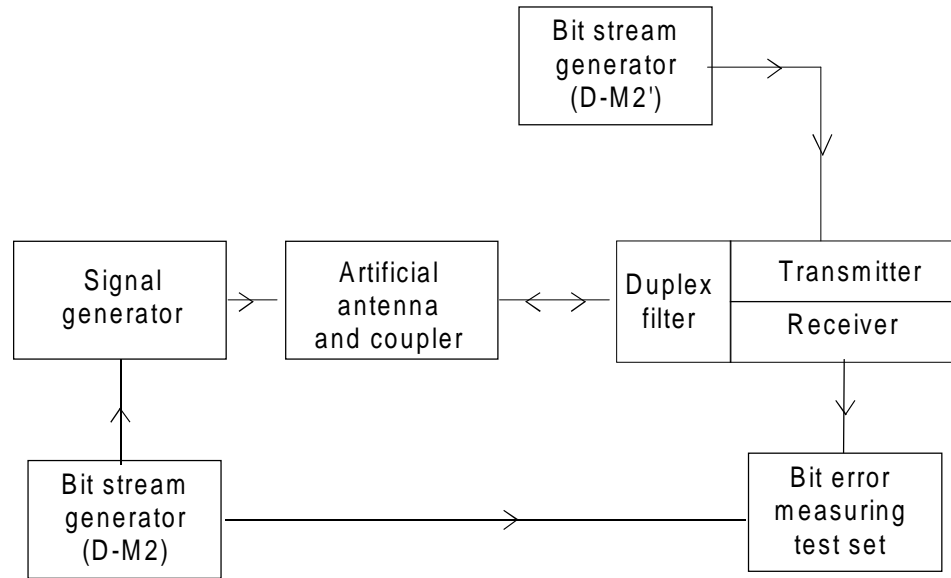 Bit stream
generator
(D-M2')
Signal
generator
Artificial
antenna
and coupler
Duplex
filter
Transmitter
Receiver
Bit stream
generator
(D-M2)
Bit error
measuring
test set